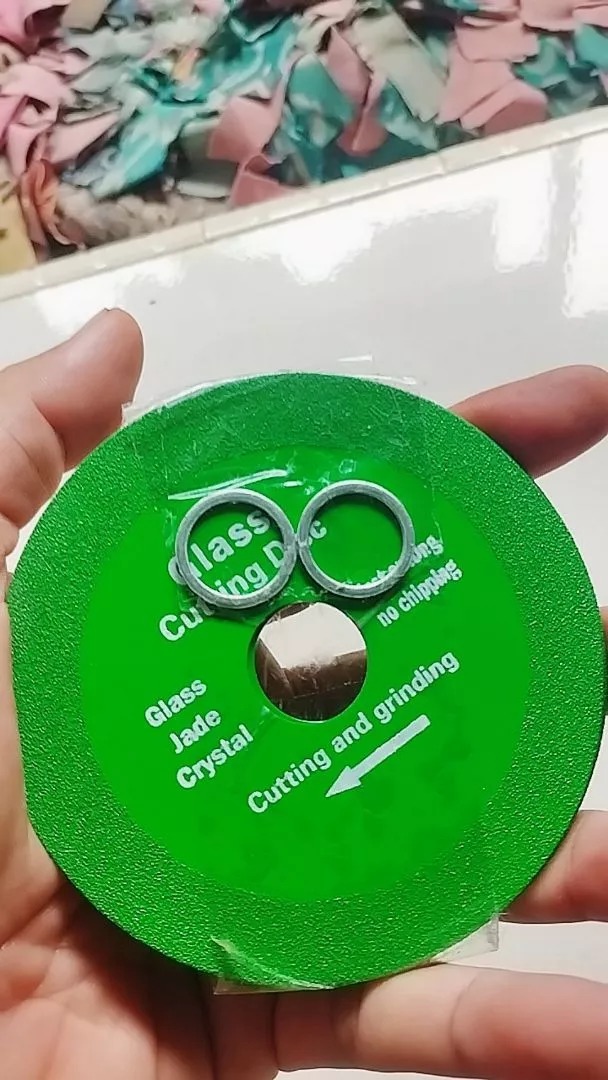 Glass
Cutting Disc
no chipping
Glass
Jade
Crystal
Cutting and grinding